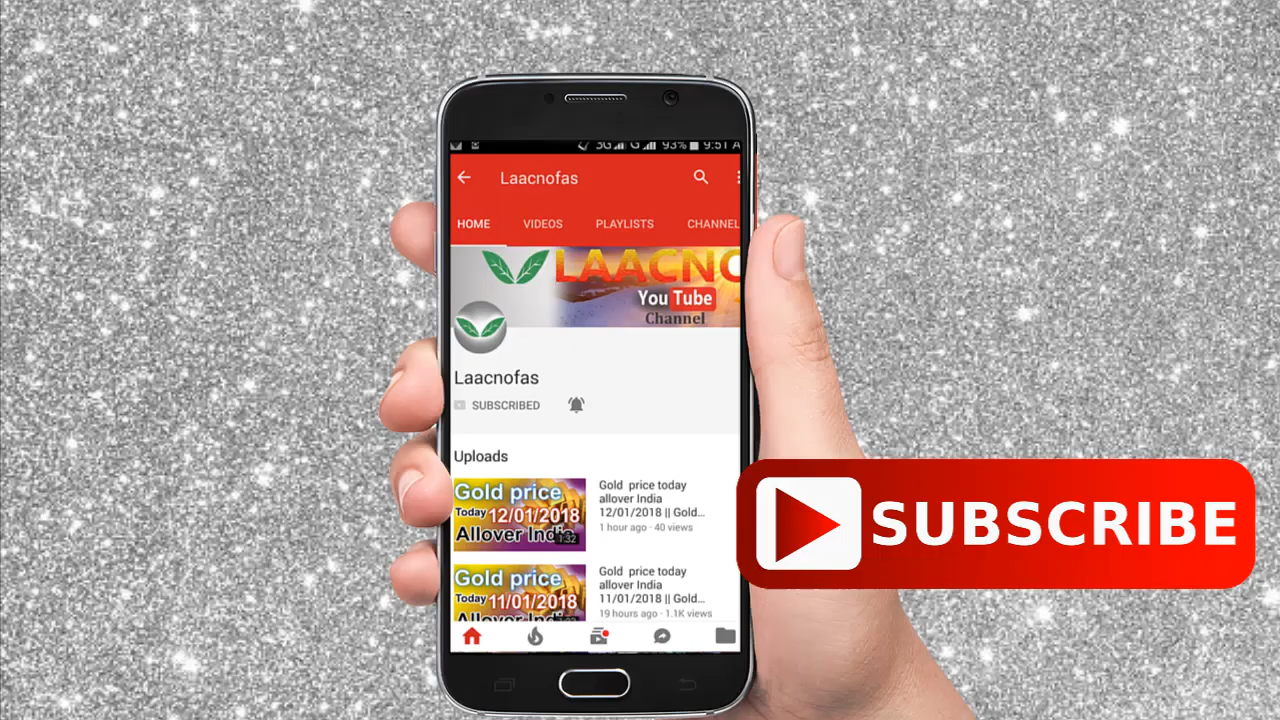 3G G 93% 9:51 A
Laacnofas
HOME VIDEOS PLAYLISTS CHANNEL
LAACNO
YouTube
Channel
Laacnofas
SUBSCRIBED
Uploads
Gold price
Today 12/01/2018
Allover India
1:32
Gold price today
allover India
12/01/2018 || Gold...
1 hour ago · 40 views
Gold price
Today 11/01/2018
Allover India
Gold price today
allover India
11/01/2018 || Gold...
19 hours ago · 1.1K views
SUBSCRIBE